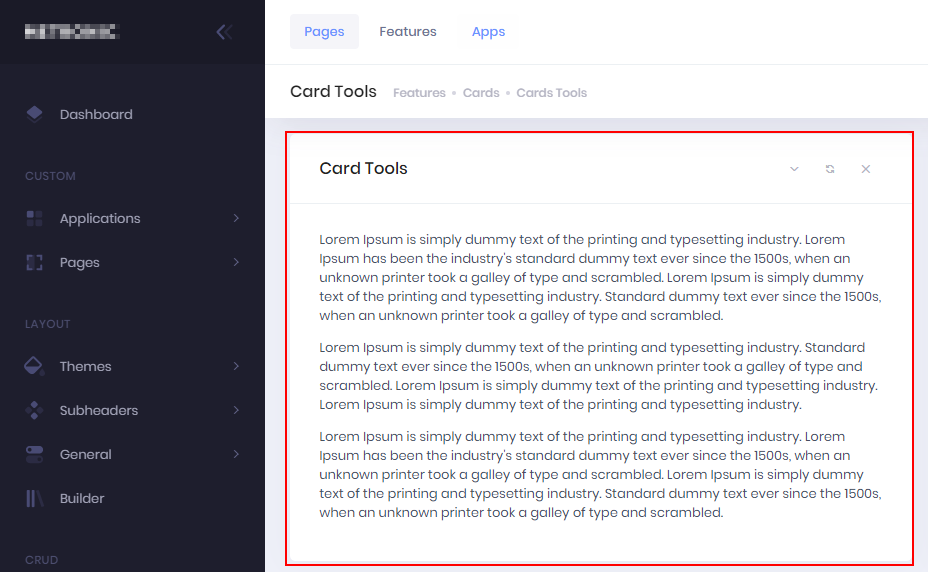 Pages Features Apps
Card Tools Features Cards Cards Tools
Dashboard
CUSTOM
Applications
Pages
LAYOUT
Themes
Subheaders
General
Builder
CRUD
Card Tools
Lorem Ipsum is simply dummy text of the printing and typesetting industry. Lorem
Ipsum has been the industry's standard dummy text ever since the 1500s, when an
unknown printer took a galley of type and scrambled. Lorem Ipsum is simply dummy
text of the printing and typesetting industry. Standard dummy text ever since the 1500s,
when an unknown printer took a galley of type and scrambled.
Lorem Ipsum is simply dummy text of the printing and typesetting industry. Standard
dummy text ever since the 1500s, when an unknown printer took a galley of type and
scrambled. Lorem Ipsum is simply dummy text of the printing and typesetting industry.
Lorem Ipsum is simply dummy text of the printing and typesetting industry.
Lorem Ipsum is simply dummy text of the printing and typesetting industry. Lorem
Ipsum has been the industry's standard dummy text ever since the 1500s, when an
unknown printer took a galley of type and scrambled. Lorem Ipsum is simply dummy
text of the printing and typesetting industry. Standard dummy text ever since the 1500s,
when an unknown printer took a galley of type and scrambled.